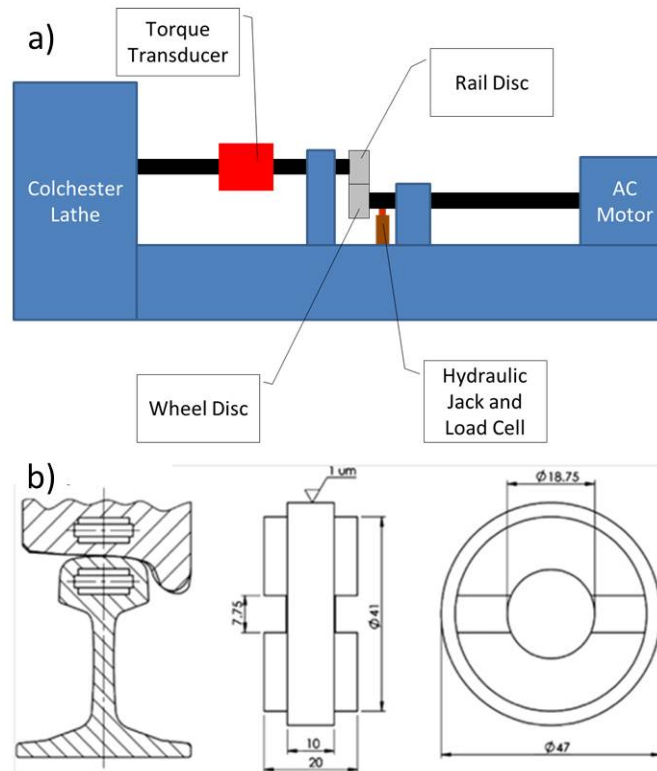 a)
Torque
Transducer
Rail Disc
Colchester
Lathe
AC
Motor
Wheel Disc
Hydraulic
Jack and
Load Cell
b)
1 um
Ø18.75
7,75
Ø41
10
20
Ø47